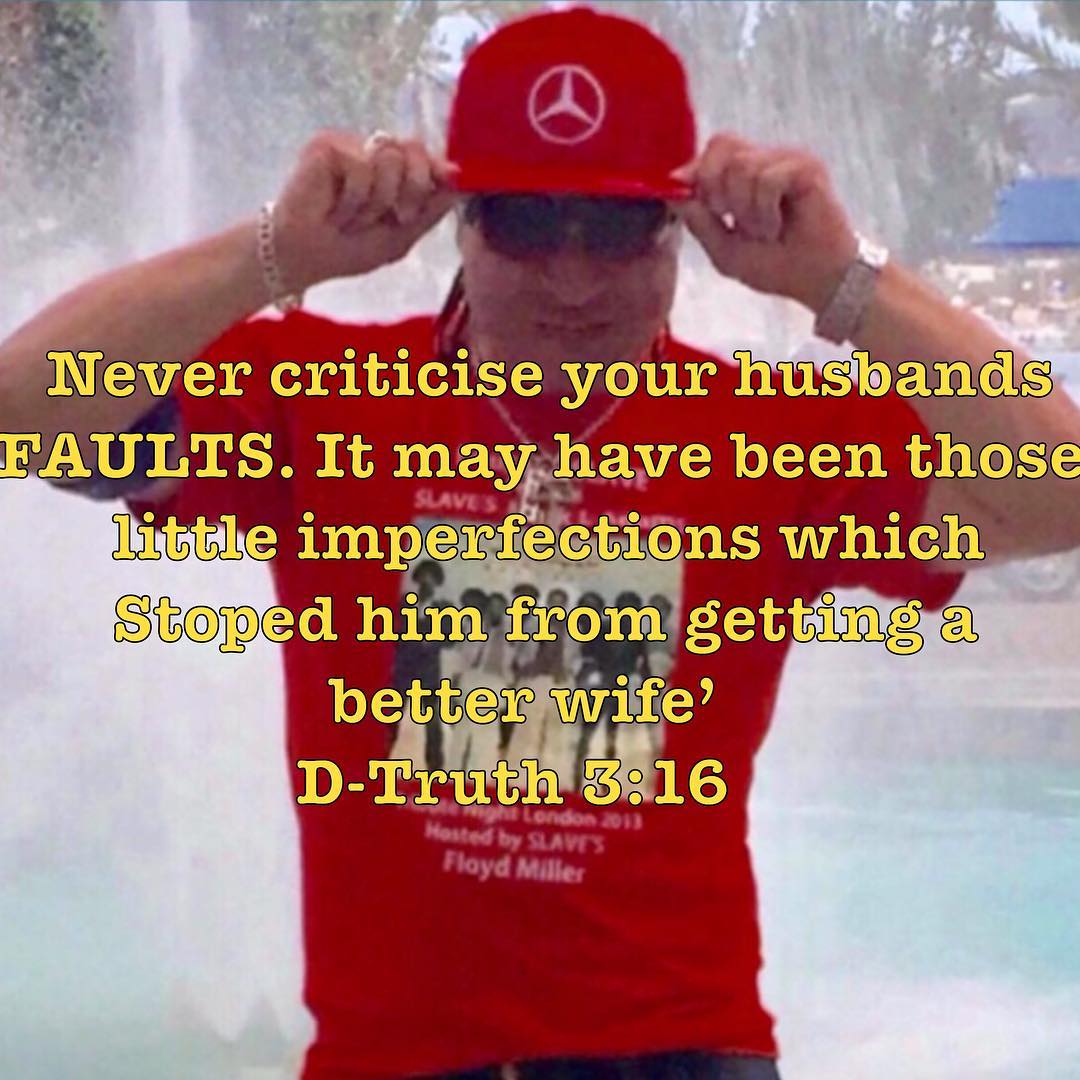 Never criticise your husbands
FAULTS. It may have been those
little imperfections which
Stoped him from getting a
better wife’
D-Truth 3:16
SLAVE'S
Night London 2013
Hosted by SLAVE'S
Floyd Miller